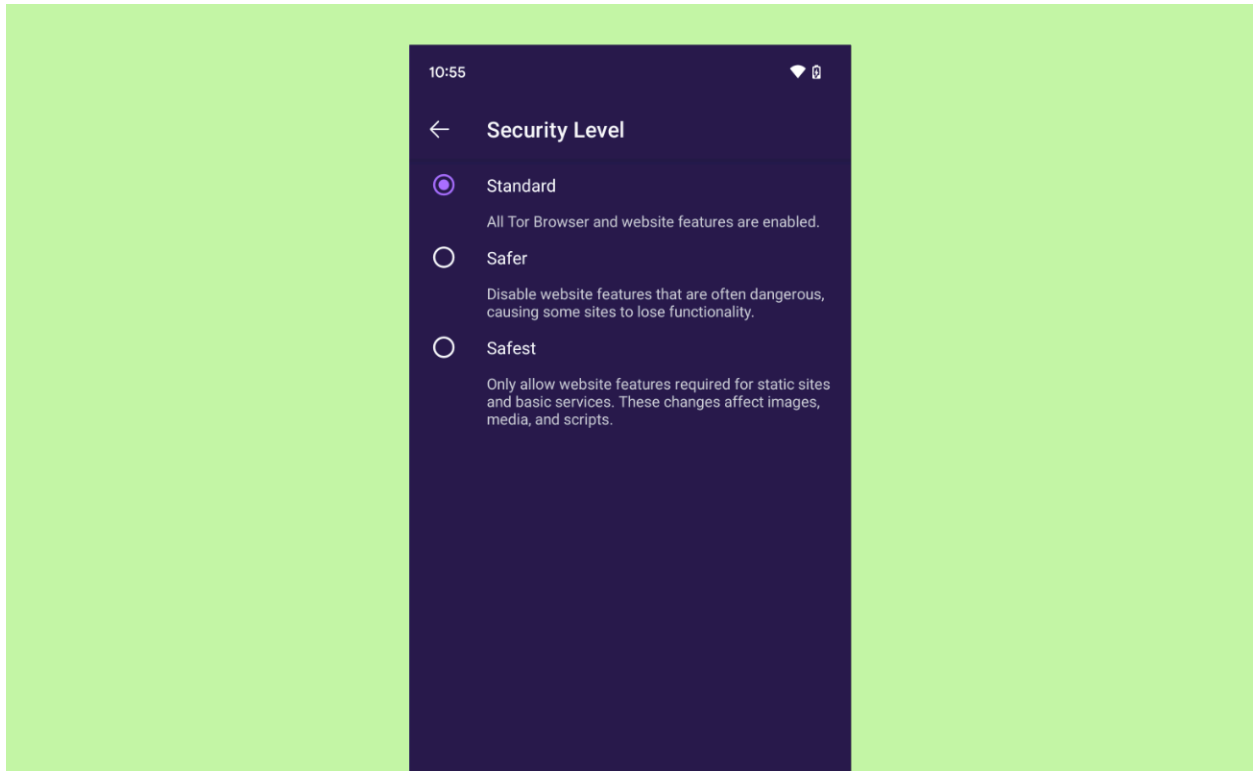 10:55
Security Level
Standard
All Tor Browser and website features are enabled.
Safer
Disable website features that are often dangerous,
causing some sites to lose functionality.
Safest
Only allow website features required for static sites
and basic services. These changes affect images,
media, and scripts.